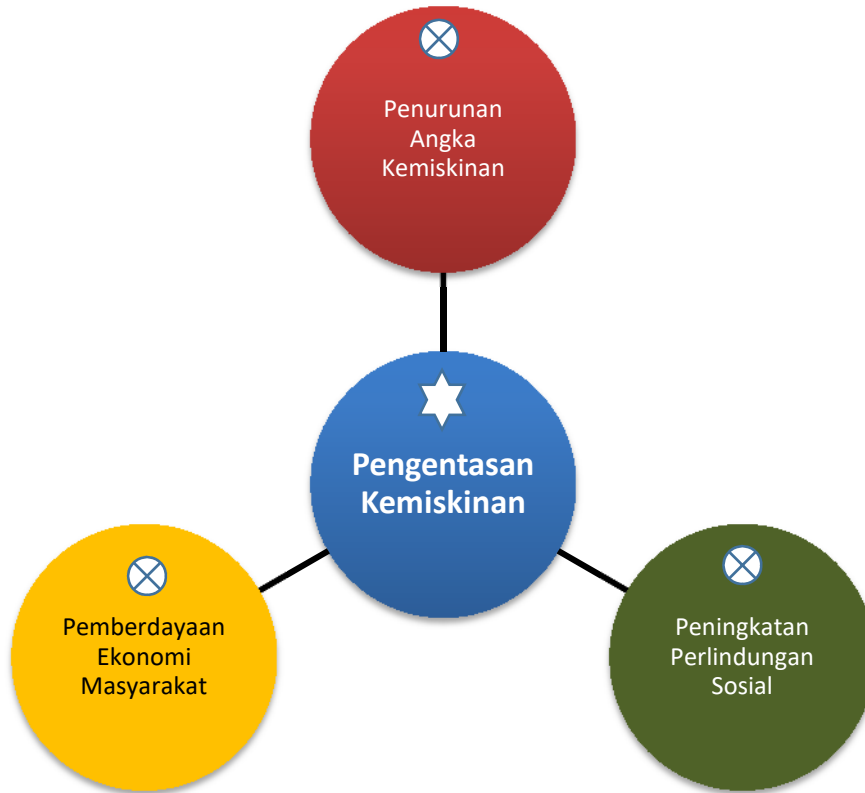 Penurunan
Angka
Kemiskinan
Pengentasan
Kemiskinan
Pemberdayaan
Ekonomi
Masyarakat
Peningkatan
Perlindungan
Sosial